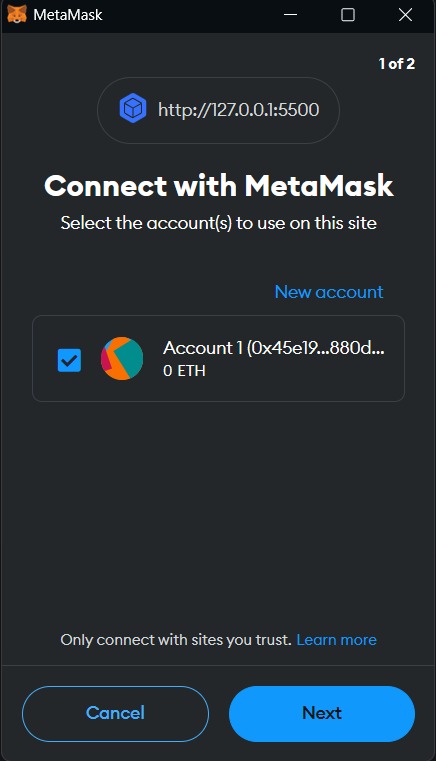 MetaMask
1 of 2
http://127.0.0.1:5500
Connect with MetaMask
Select the account(s) to use on this site
New account
Account 1 (0x45e19...880d...
0 ETH
Only connect with sites you trust. Learn more
Cancel
Next